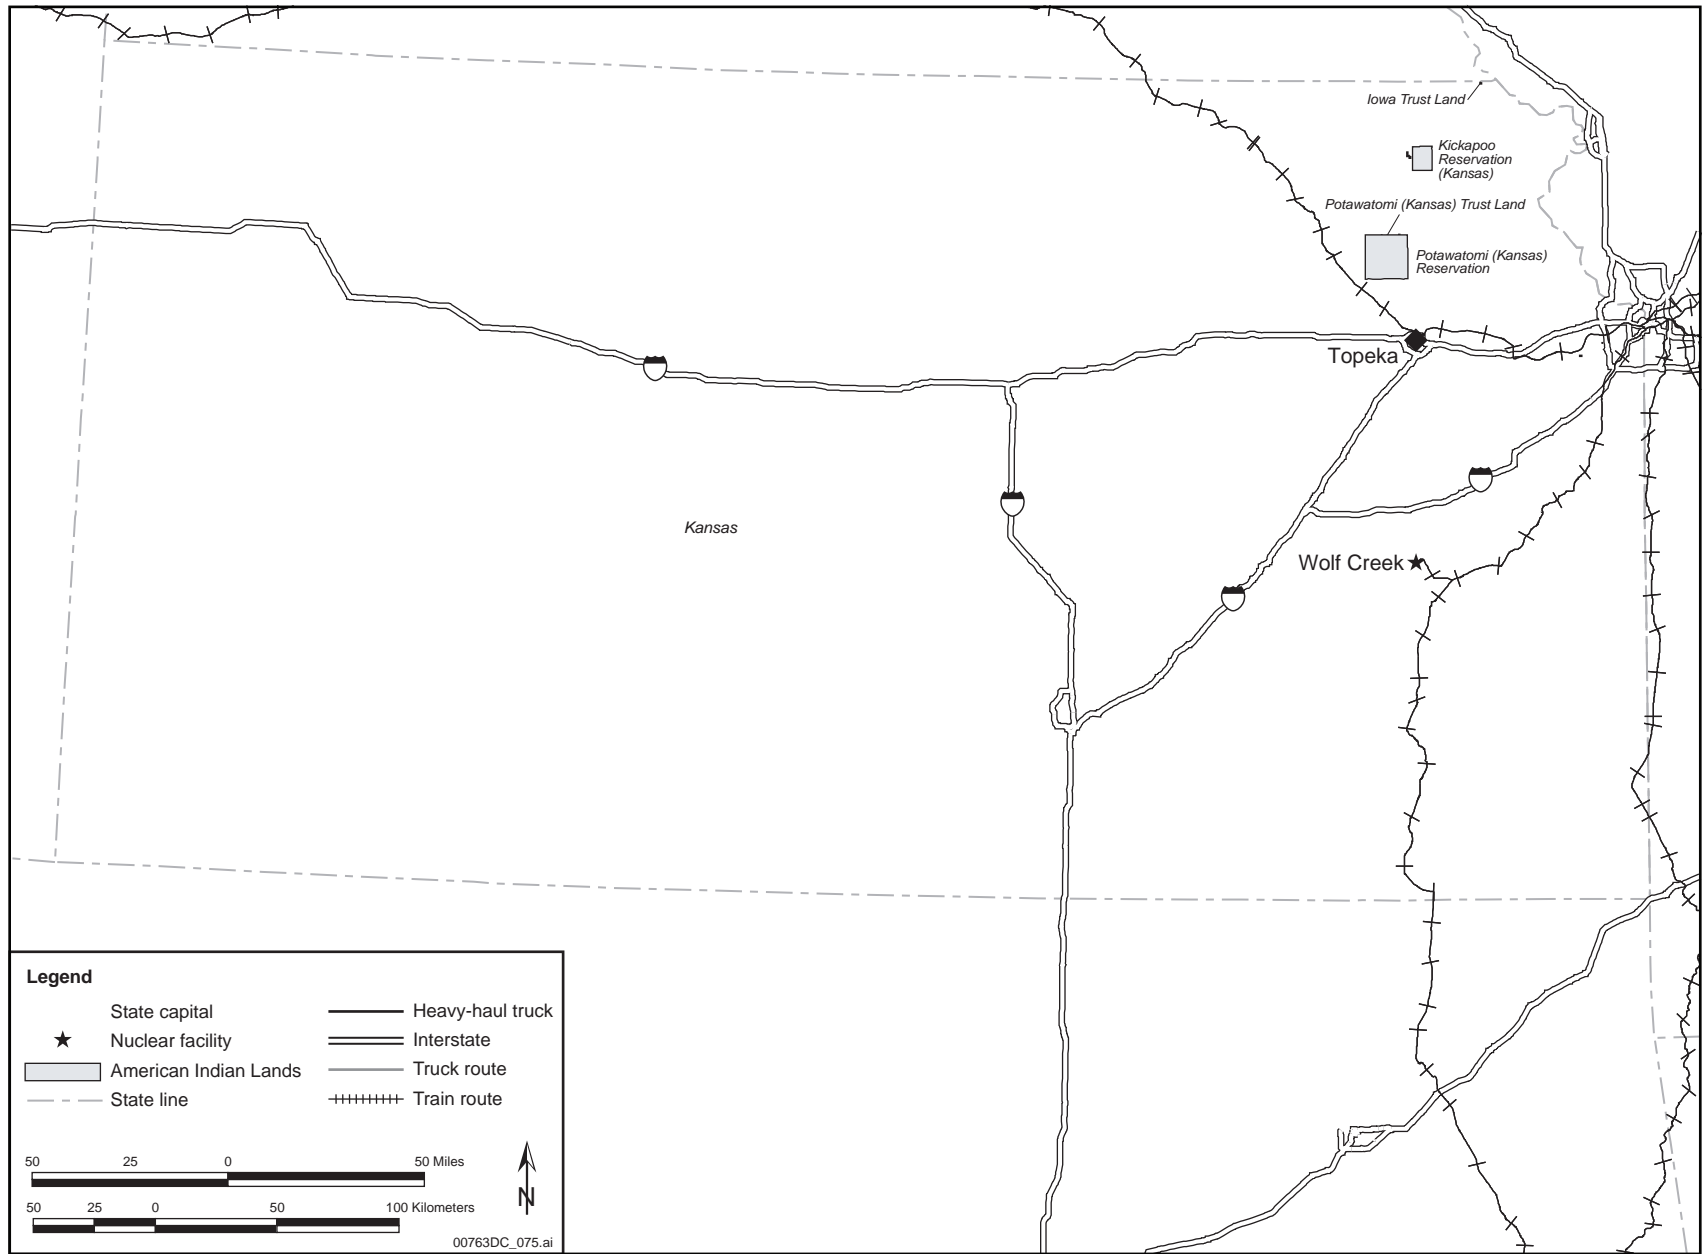 Iowa Trust Land
Kickapoo
Reservation
(Kansas)
Potawatomi (Kansas) Trust Land
Potawatomi (Kansas)
Reservation
Topeka
Kansas
Wolf Creek
Legend
State capital
Nuclear facility
American Indian Lands
State line
Heavy-haul truck
Interstate
Truck route
Train route
50 25 0 50 Miles
50 25 0 50 100 Kilometers
N
00763DC_075.ai